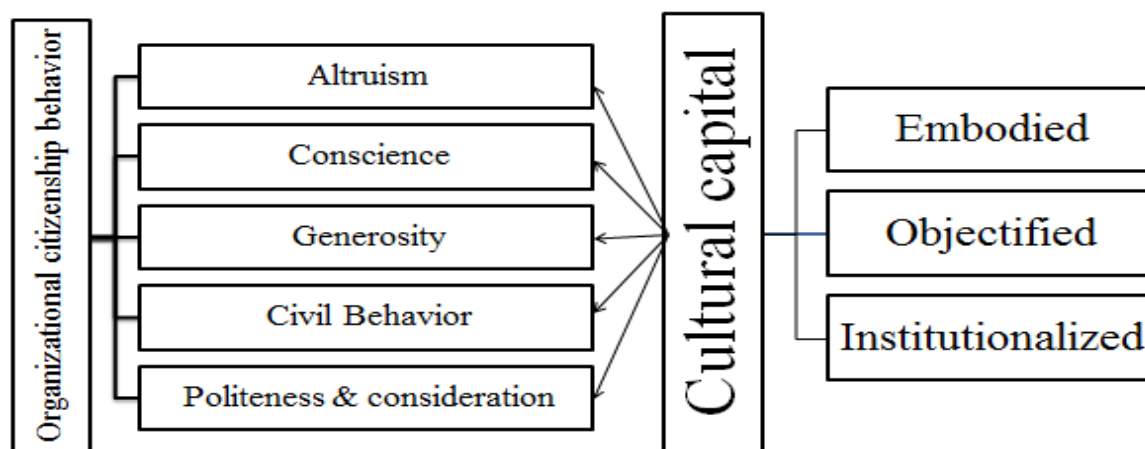 Organizational citizenship behavior
Altruism
Conscience
Generosity
Civil Behavior
Politeness & consideration
Cultural capital
Embodied
Objectified
Institutionalized